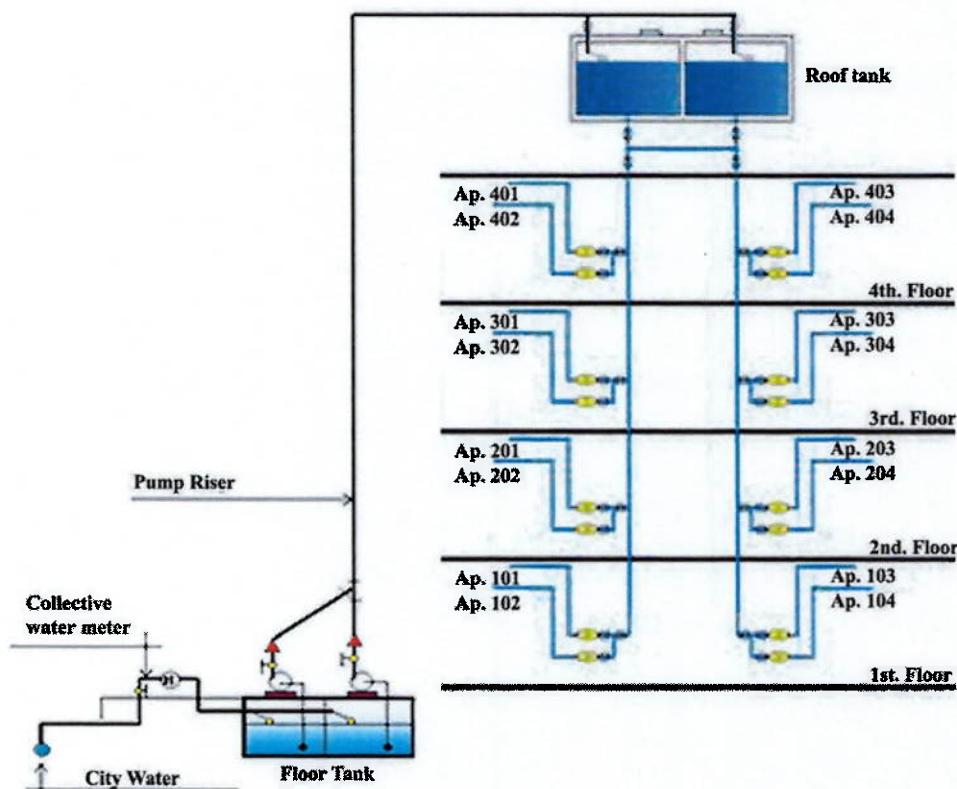 Roof tank
Ap. 401
Ap. 402
Ap. 403
Ap. 404
4th. Floor
Ap. 301
Ap. 302
Ap. 303
Ap. 304
3rd. Floor
Ap. 201
Ap. 202
Ap. 203
Ap. 204
Pump Riser
2nd. Floor
Ap. 101
Ap. 102
Ap. 103
Ap. 104
Collective
water meter
1st. Floor
Floor Tank
City Water